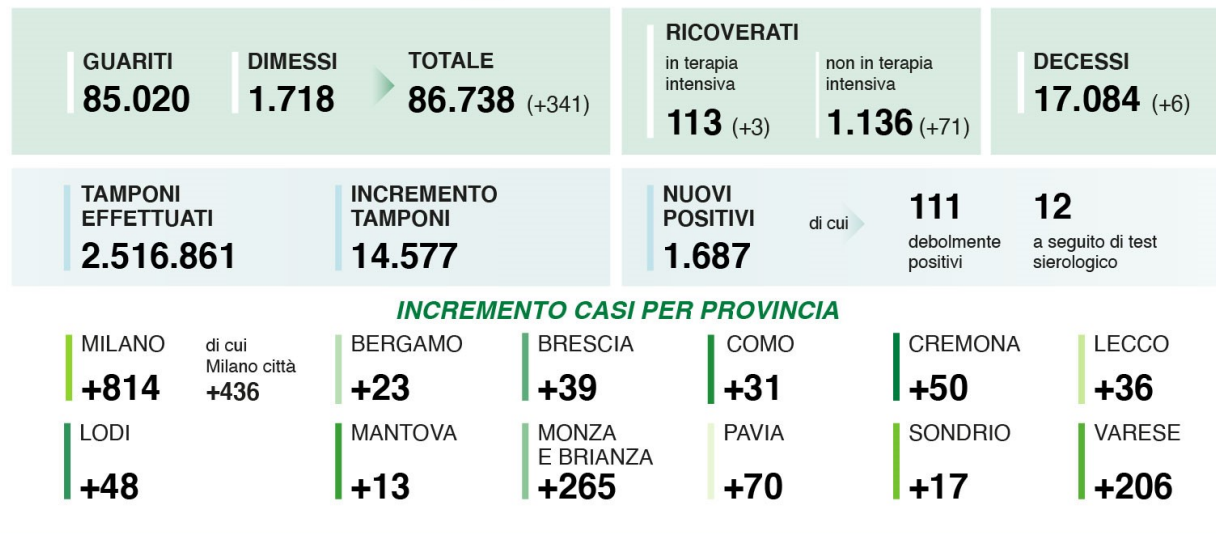 GUARITI
85.020
DIMESSI
1.718
TOTALE
86.738 (+341)
RICOVERATI
in terapia
intensiva
113 (+3)
non in terapia
intensiva
1.136 (+71)
DECESSI
17.084 (+6)
TAMPONI
EFFETTUATI
2.516.861
INCREMENTO
TAMPONI
14.577
NUOVI
POSITIVI
1.687
di cui
111
debolmente
positivi
12
a seguito di test
sierologico
INCREMENTO CASI PER PROVINCIA
MILANO
+814
di cui
Milano città
+436
BERGAMO
+23
BRESCIA
+39
COMO
+31
CREMONA
+50
LECCO
+36
LODI
+48
MANTOVA
+13
MONZA
E BRIANZA
+265
PAVIA
+70
SONDRIO
+17
VARESE
+206